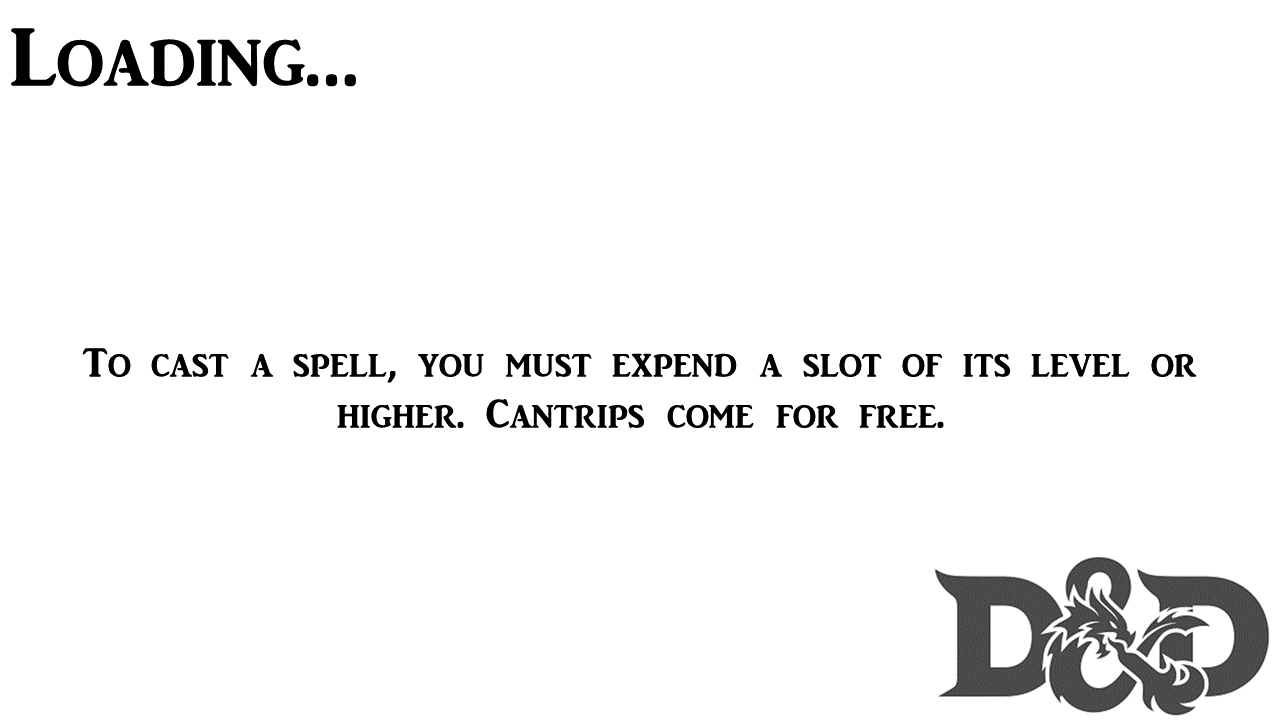 Loading...
To cast a spell, you must expend a slot of its level or
higher. Cantrips come for free.
D&D